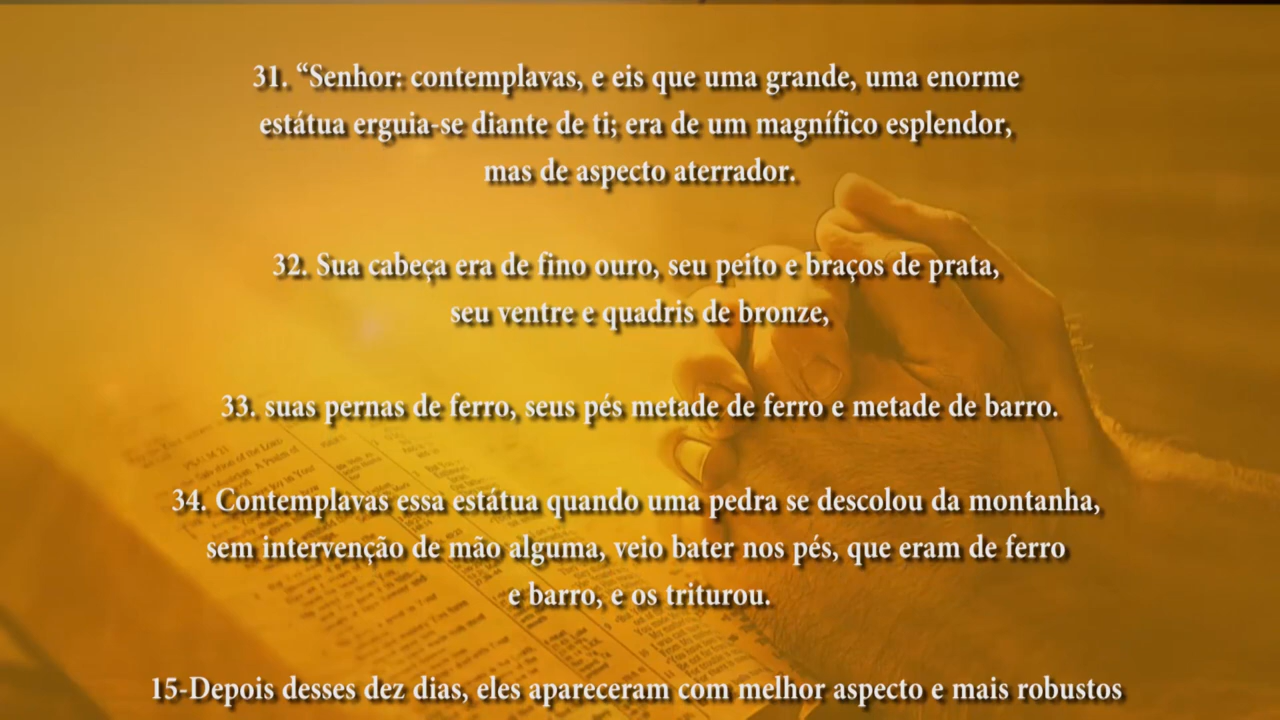 31. “Senhor: contemplavas, e eis que uma grande, uma enorme
estátua erguia-se diante de ti; era de um magnífico esplendor,
mas de aspecto aterrador.
32. Sua cabeça era de fino ouro, seu peito e braços de prata,
seu ventre e quadris de bronze,
33. suas pernas de ferro, seus pés metade de ferro e metade de barro.
34. Contemplavas essa estátua quando uma pedra se descolou da montanha,
sem intervenção de mão alguma, veio bater nos pés, que eram de ferro
e barro, e os triturou.
15-Depois desses dez dias, eles apareceram com melhor aspecto e mais robustos